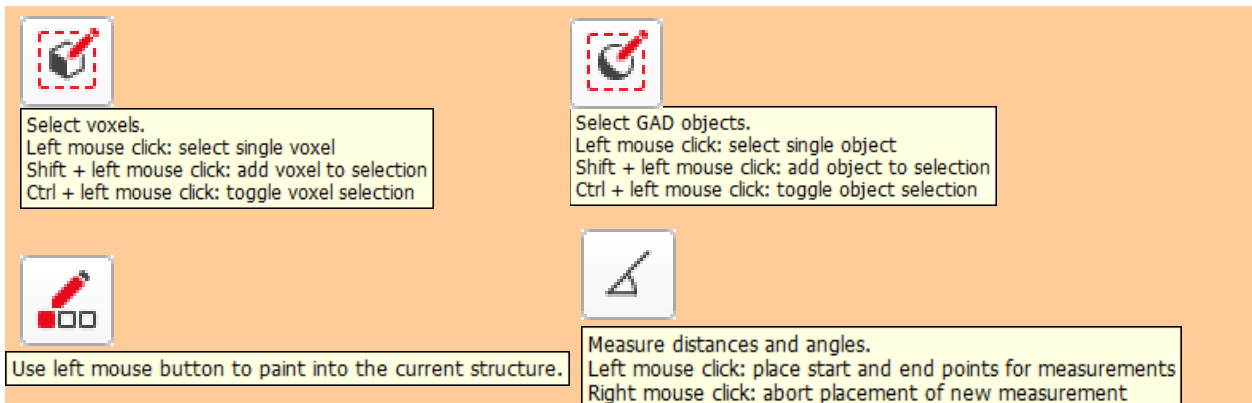 Select voxels.
Left mouse click: select single voxel
Shift + left mouse click: add voxel to selection
Ctrl + left mouse click: toggle voxel selection
Select GAD objects.
Left mouse click: select single object
Shift + left mouse click: add object to selection
Ctrl + left mouse click: toggle object selection
Use left mouse button to paint into the current structure.
Measure distances and angles.
Left mouse click: place start and end points for measurements
Right mouse click: abort placement of new measurement